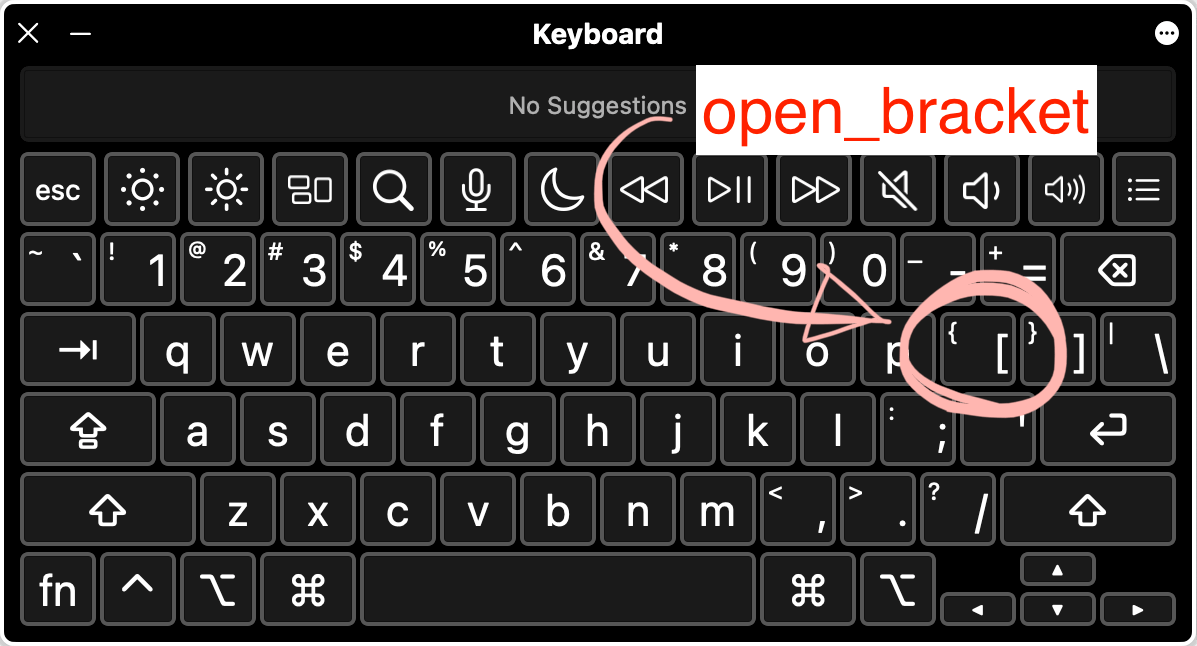 Keyboard
No Suggestions
open_bracket
esc
~ ` ! 1 @ 2 # 3 $ 4 % 5 ^ 6 & 7 * 8 ( 9 ) 0 _ - + =
q w e r t y u i o p { [ } ] | \
a s d f g h j k l : ; '
z x c v b n m < , > . ? /
fn ^ ⌥ ⌘ ⌘ ⌥